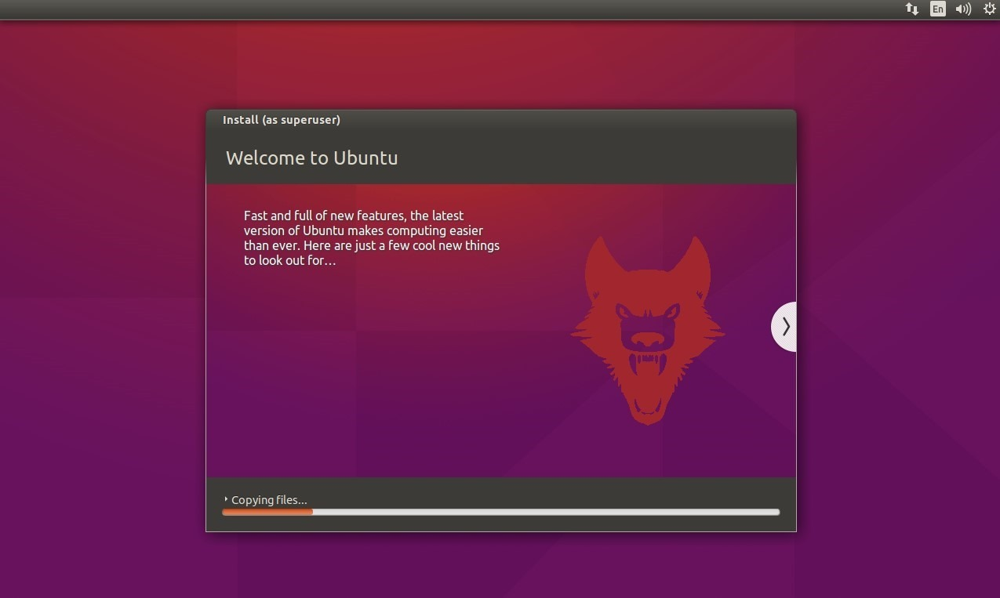 En
Install (as superuser)
Welcome to Ubuntu
Fast and full of new features, the latest
version of Ubuntu makes computing easier
than ever. Here are just a few cool new things
to look out for…
Copying files...